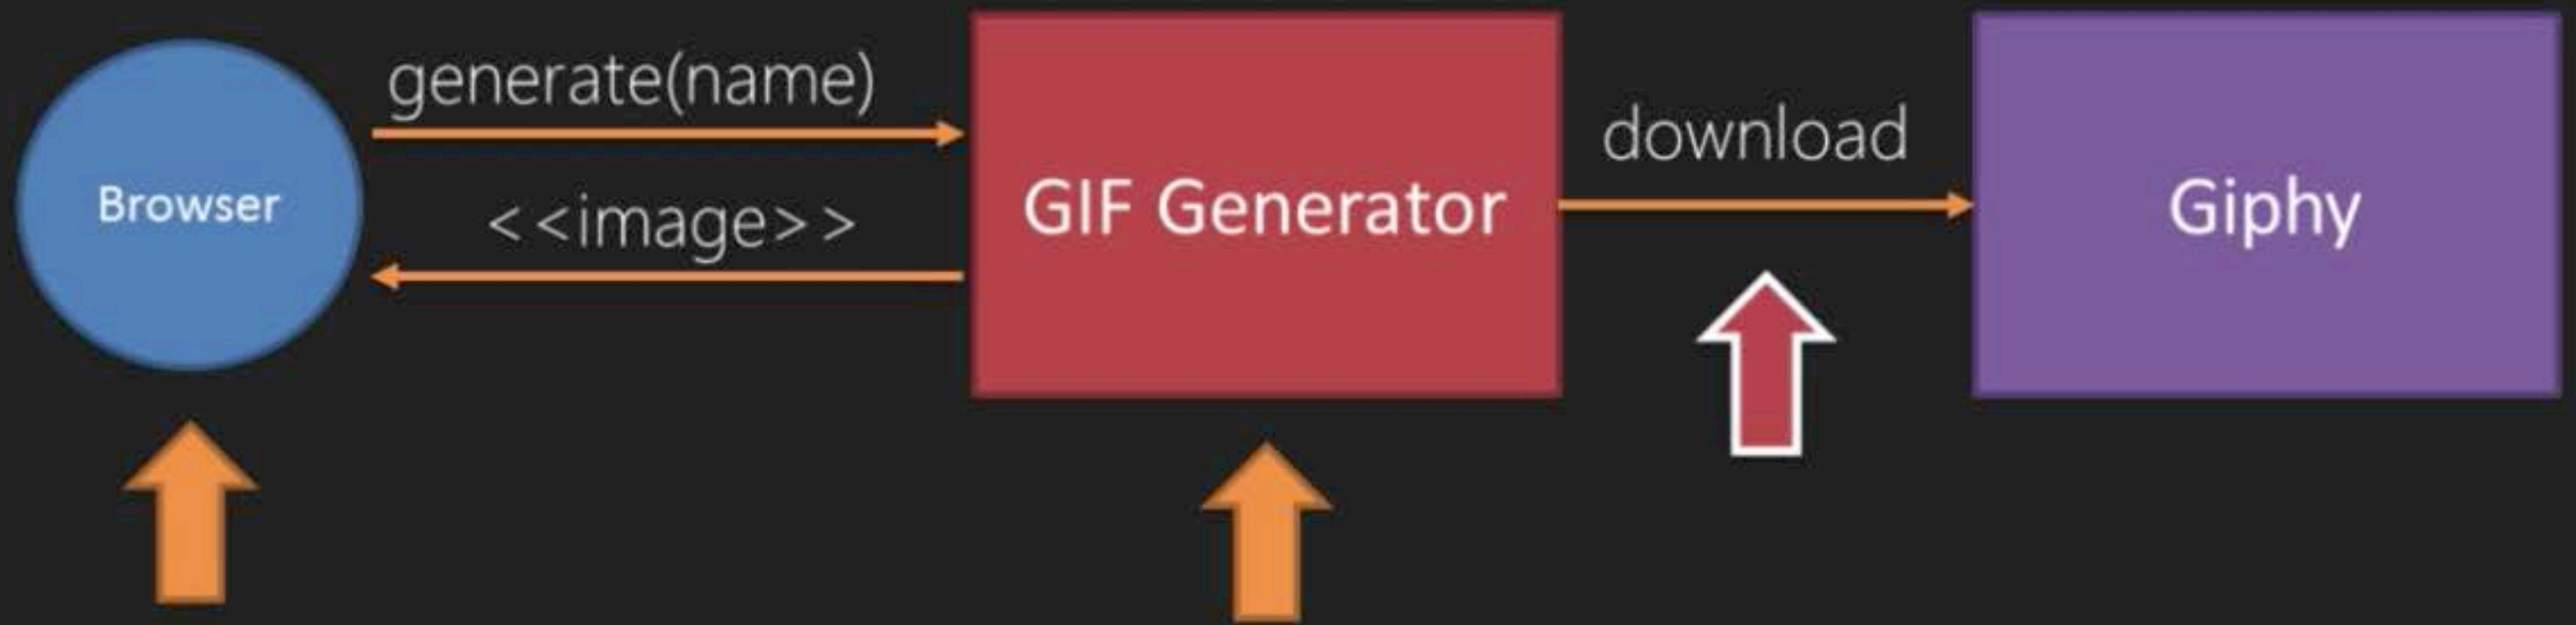 generate(name)
Browser
<<image>>
GIF Generator
download
Giphy